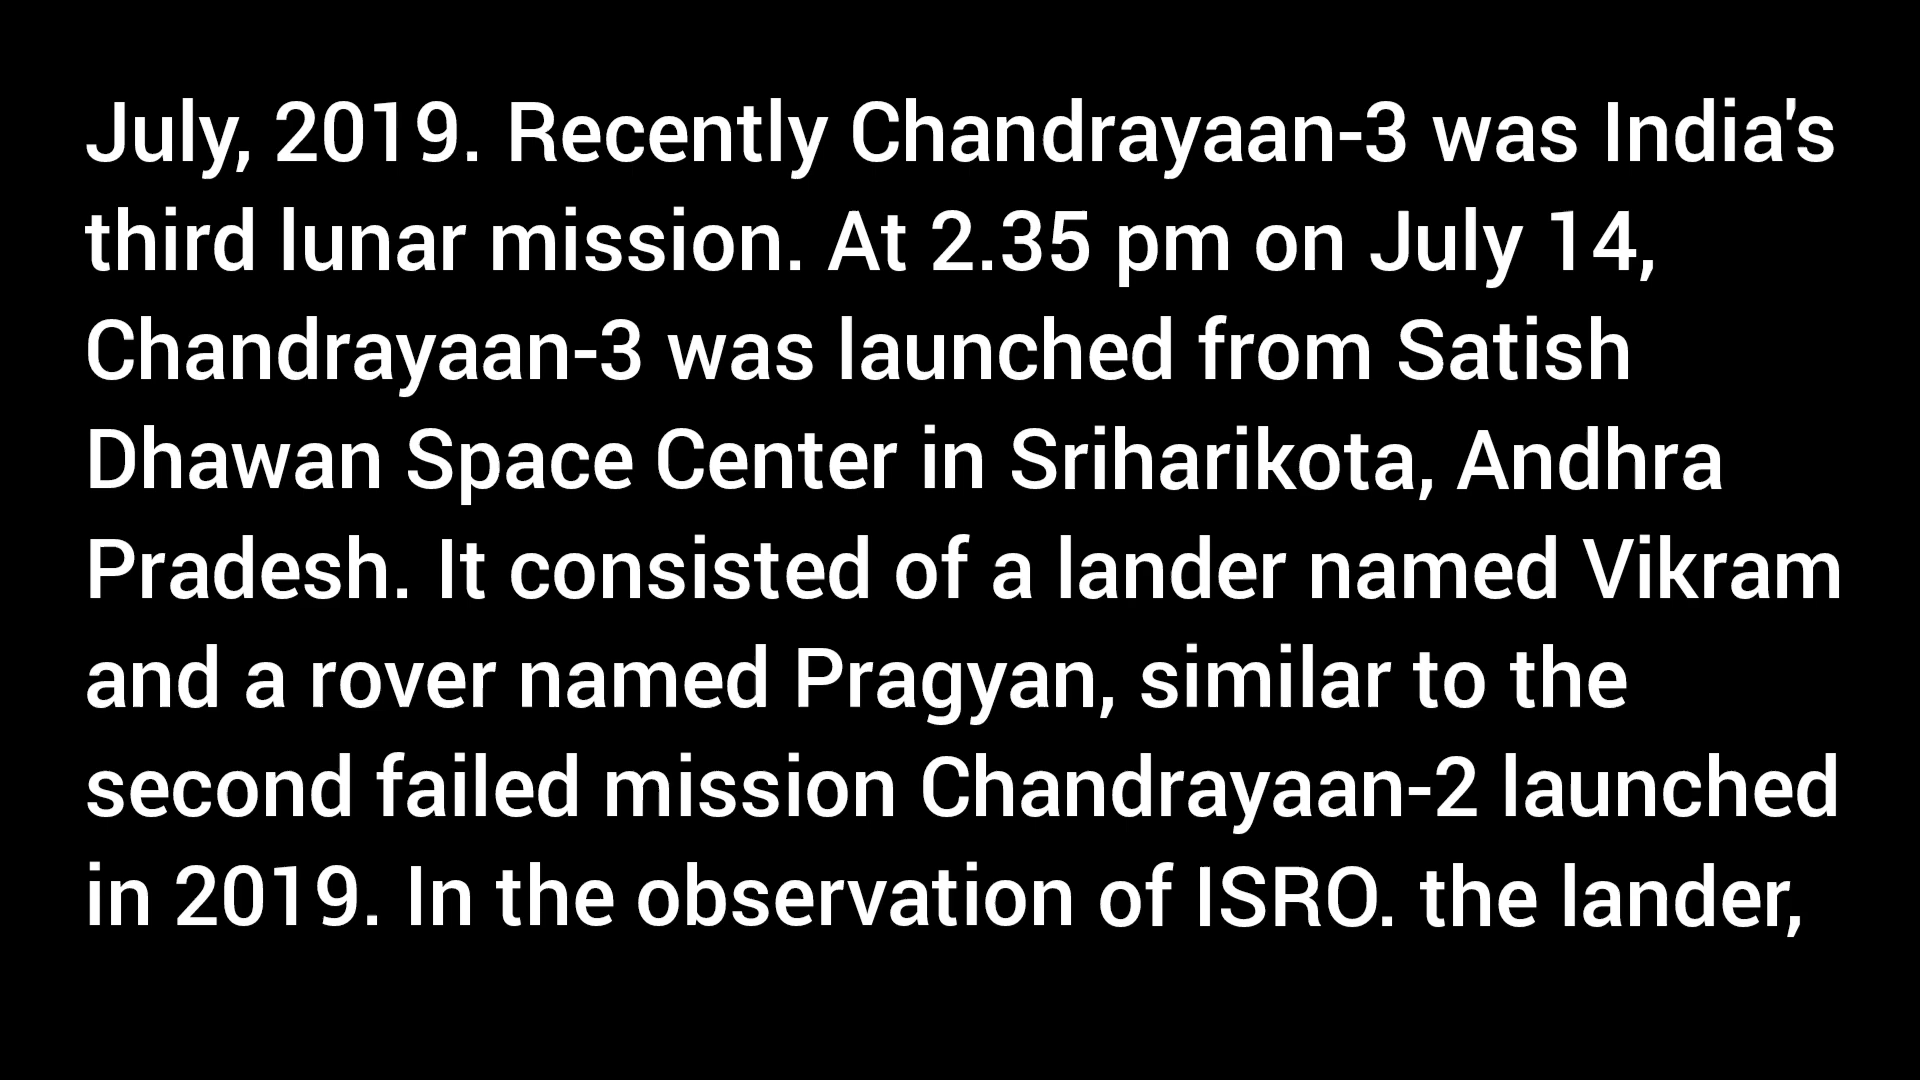 July, 2019. Recently Chandrayaan-3 was India's
third lunar mission. At 2.35 pm on July 14,
Chandrayaan-3 was launched from Satish
Dhawan Space Center in Sriharikota, Andhra
Pradesh. It consisted of a lander named Vikram
and a rover named Pragyan, similar to the
second failed mission Chandrayaan-2 launched
in 2019. In the observation of ISRO. the lander,